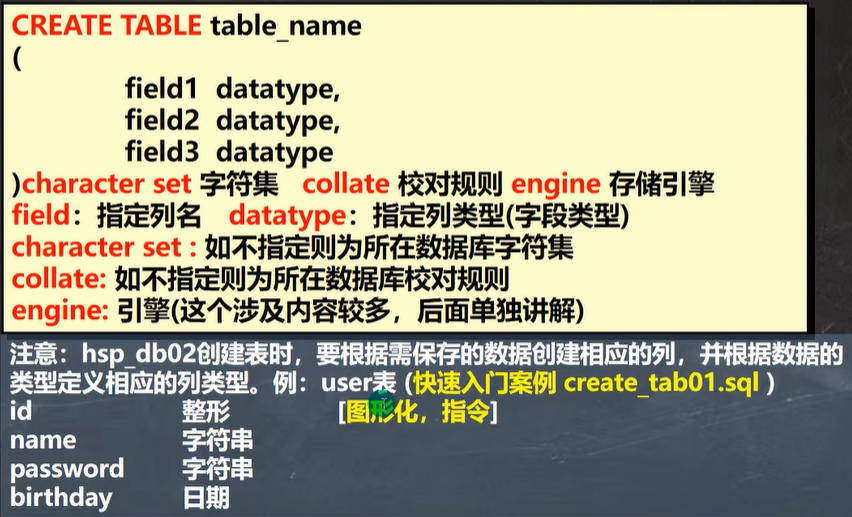 CREATE TABLE table_name
(
field1 datatype,
field2 datatype,
field3 datatype
)character set 字符集 collate 校对规则 engine 存储引擎
field：指定列名 datatype：指定列类型(字段类型)
character set : 如不指定则为所在数据库字符集
collate: 如不指定则为所在数据库校对规则
engine: 引擎(这个涉及内容较多，后面单独讲解)
注意：hsp_db02创建表时，要根据需保存的数据创建相应的列，并根据数据的
类型定义相应的列类型。例：user表 (快速入门案例 create_tab01.sql )
id 整形 [图形化，指令]
name 字符串
password 字符串
birthday 日期